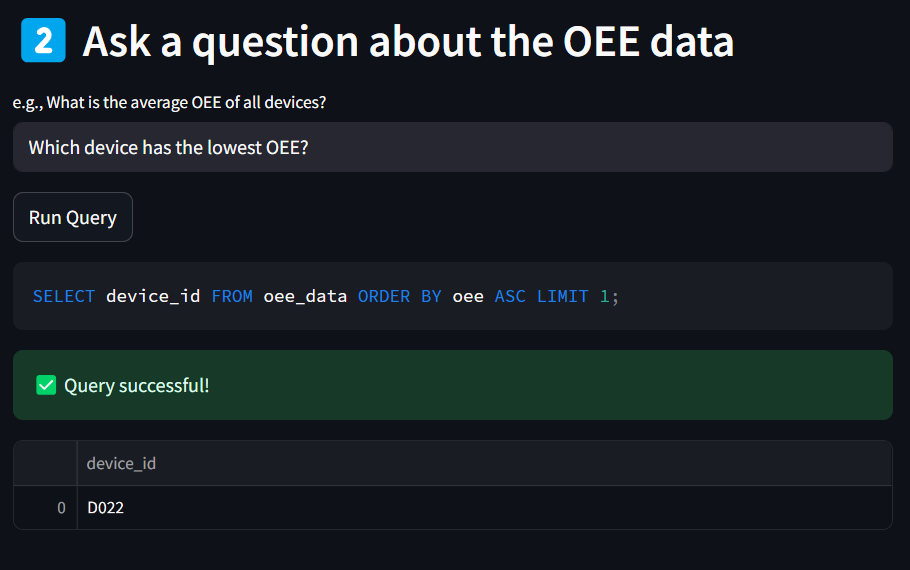 2 Ask a question about the OEE data
e.g., What is the average OEE of all devices?
Which device has the lowest OEE?
Run Query
SELECT device_id FROM oee_data ORDER BY oee ASC LIMIT 1;
✅ Query successful!
device_id
0 D022